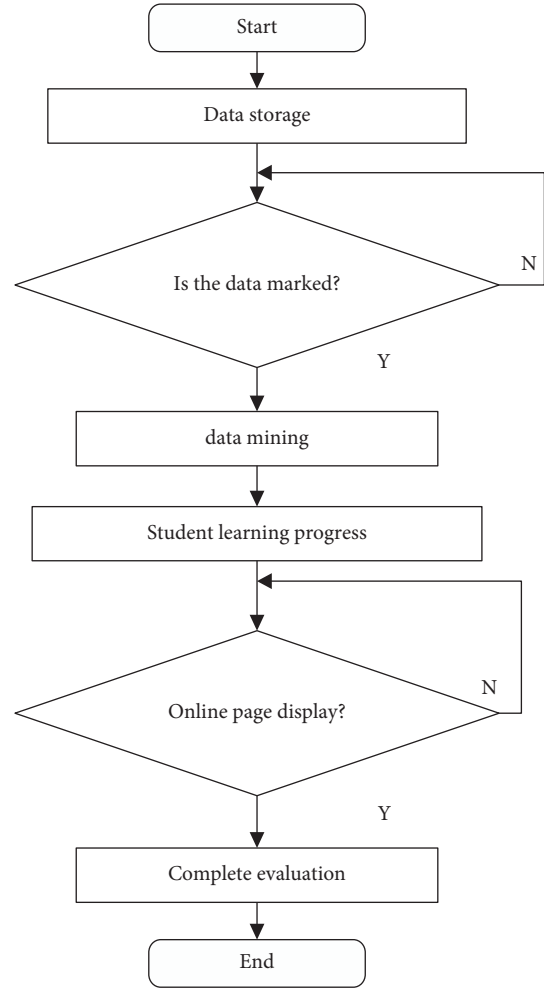 Start
Data storage
Is the data marked?
N
Y
data mining
Student learning progress
Online page display?
N
Y
Complete evaluation
End